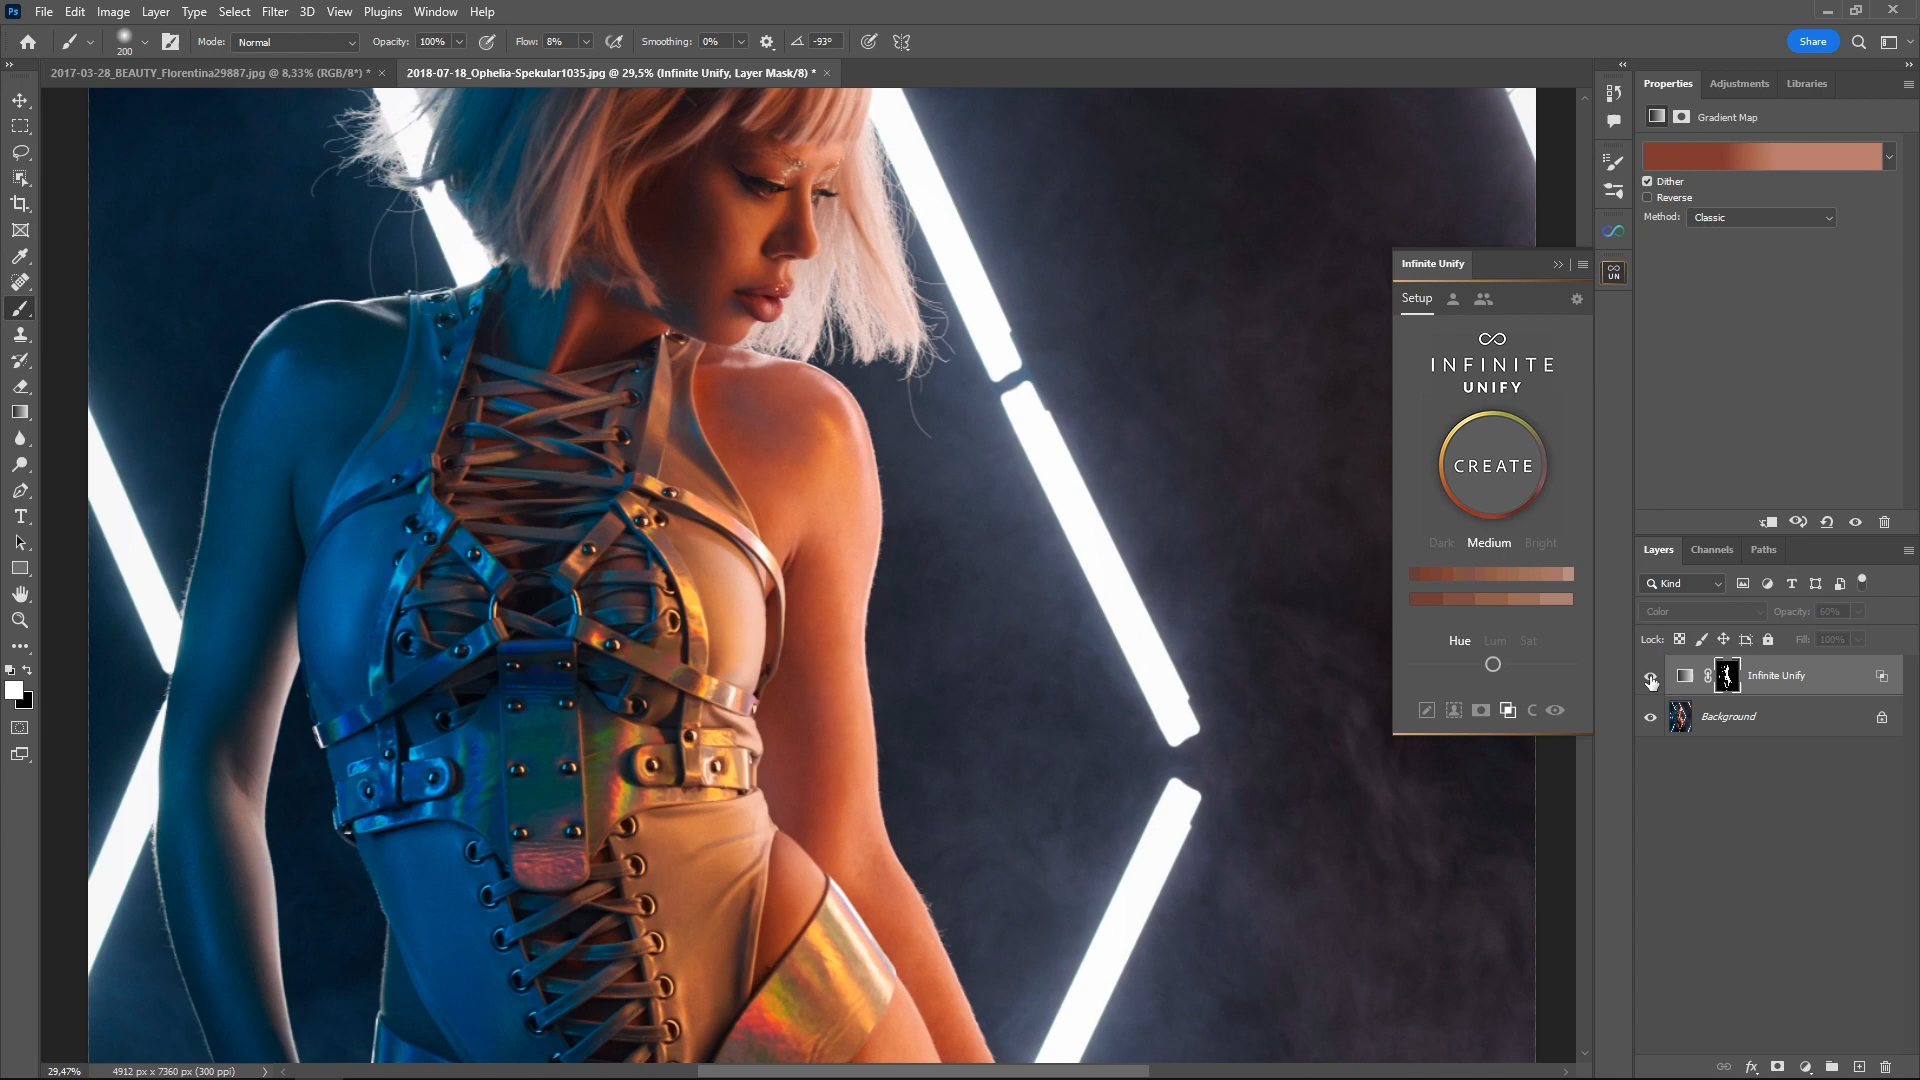 Ps File Edit Image Layer Type Select Filter 3D View Plugins Window Help
200 Mode: Normal Opacity: 100% Flow: 8% Smoothing: 0% -93° Share
2017-03-28_BEAUTY_Florentina29887.jpg @ 8,33% (RGB/8*) * ×
2018-07-18_Ophelia-Spekular1035.jpg @ 29,5% (Infinite Unify, Layer Mask/8) * ×
Properties Adjustments Libraries
Gradient Map
Dither
Reverse
Method: Classic
UN
Infinite Unify
Setup
INFINITE
UNIFY
CREATE
Dark Medium Bright
Hue Lum Sat
C
Layers Channels Paths
Kind
Color Opacity: 60%
Lock: Fill: 100%
Infinite Unify
Background
fx
29,47% 4912 px x 7360 px (300 ppi)